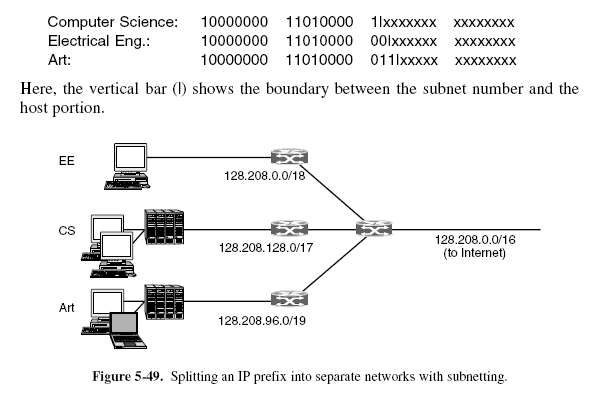 Computer Science: 10000000 11010000 1|xxxxxxx xxxxxxxx
Electrical Eng.: 10000000 11010000 00|xxxxxx xxxxxxxx
Art: 10000000 11010000 011|xxxxx xxxxxxxx
Here, the vertical bar (|) shows the boundary between the subnet number and the
host portion.
EE
128.208.0.0/18
CS
128.208.128.0/17
128.208.0.0/16
(to Internet)
Art
128.208.96.0/19
Figure 5-49. Splitting an IP prefix into separate networks with subnetting.